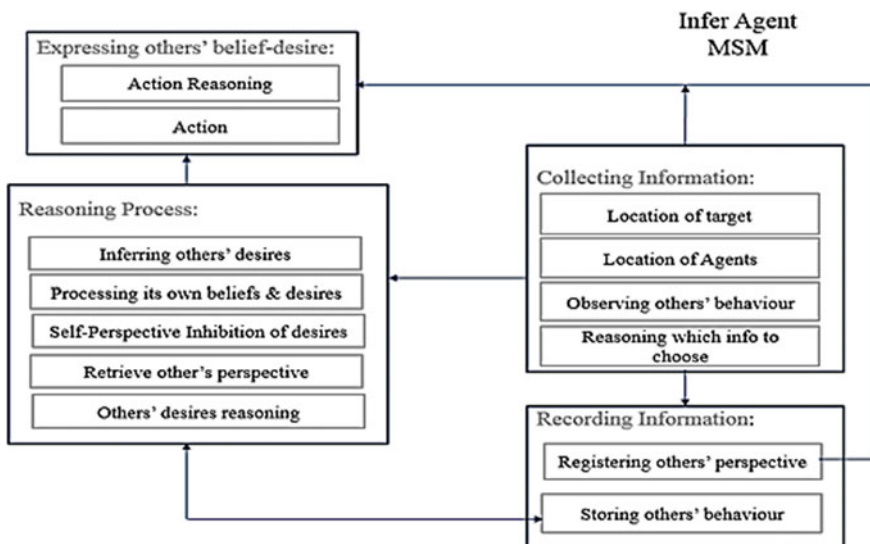 Infer Agent
MSM
Expressing others' belief-desire:
Action Reasoning
Action
Reasoning Process:
Inferring others' desires
Processing its own beliefs & desires
Self-Perspective Inhibition of desires
Retrieve other's perspective
Others' desires reasoning
Collecting Information:
Location of target
Location of Agents
Observing others' behaviour
Reasoning which info to
choose
Recording Information:
Registering others' perspective
Storing others' behaviour